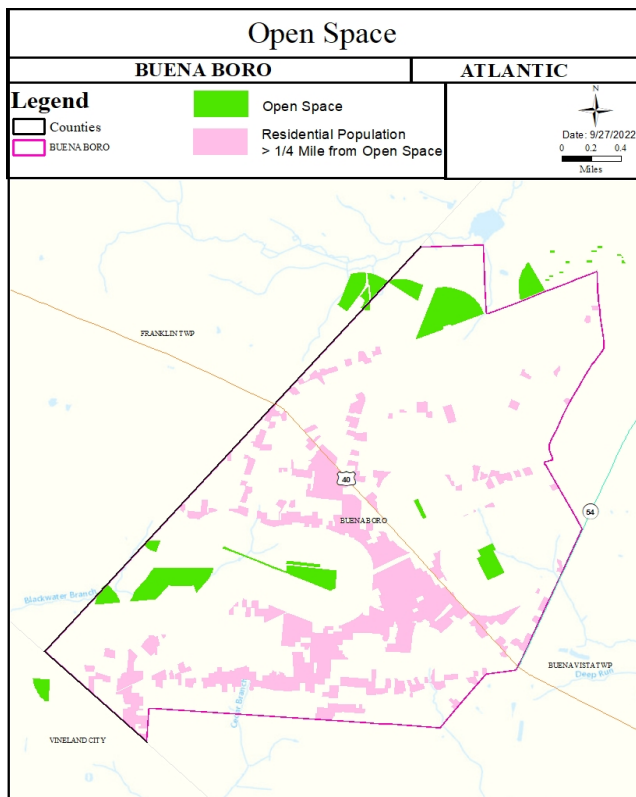 Open Space
BUENA BORO
ATLANTIC
Legend
Counties
BUENA BORO
Open Space
Residential Population
> 1/4 Mile from Open Space
N
Date: 9/27/2022
0 0.2 0.4
Miles
FRANKLIN TWP
40
BUENA BORO
54
Blackwater Branch
BUENA VISTA TWP
Deep Run
Cedar Branch
VINELAND CITY